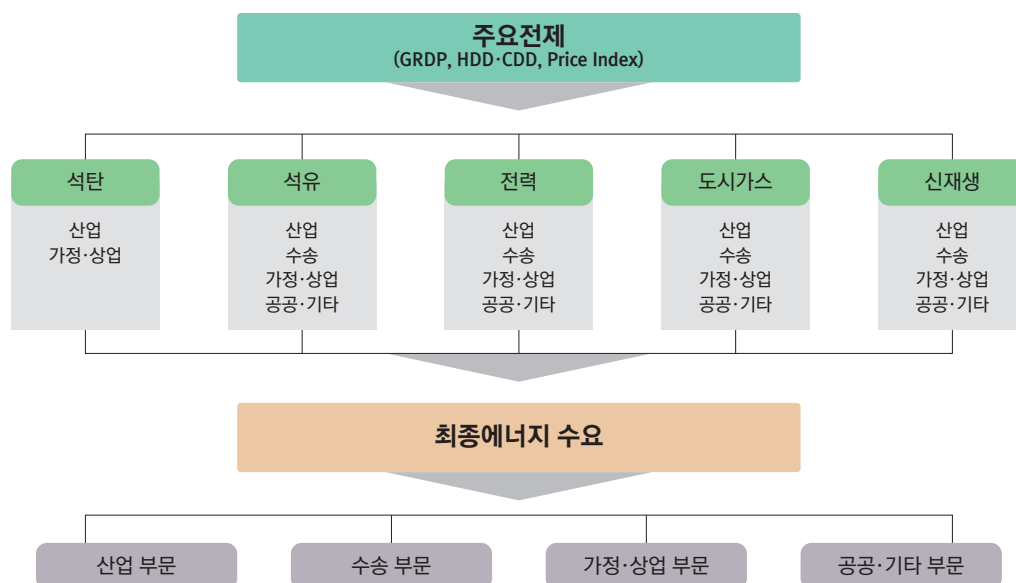 주요전제
(GRDP, HDD·CDD, Price Index)
석탄
산업
가정·상업
석유
산업
수송
가정·상업
공공·기타
전력
산업
수송
가정·상업
공공·기타
도시가스
산업
수송
가정·상업
공공·기타
신재생
산업
수송
가정·상업
공공·기타
최종에너지 수요
산업 부문
수송 부문
가정·상업 부문
공공·기타 부문